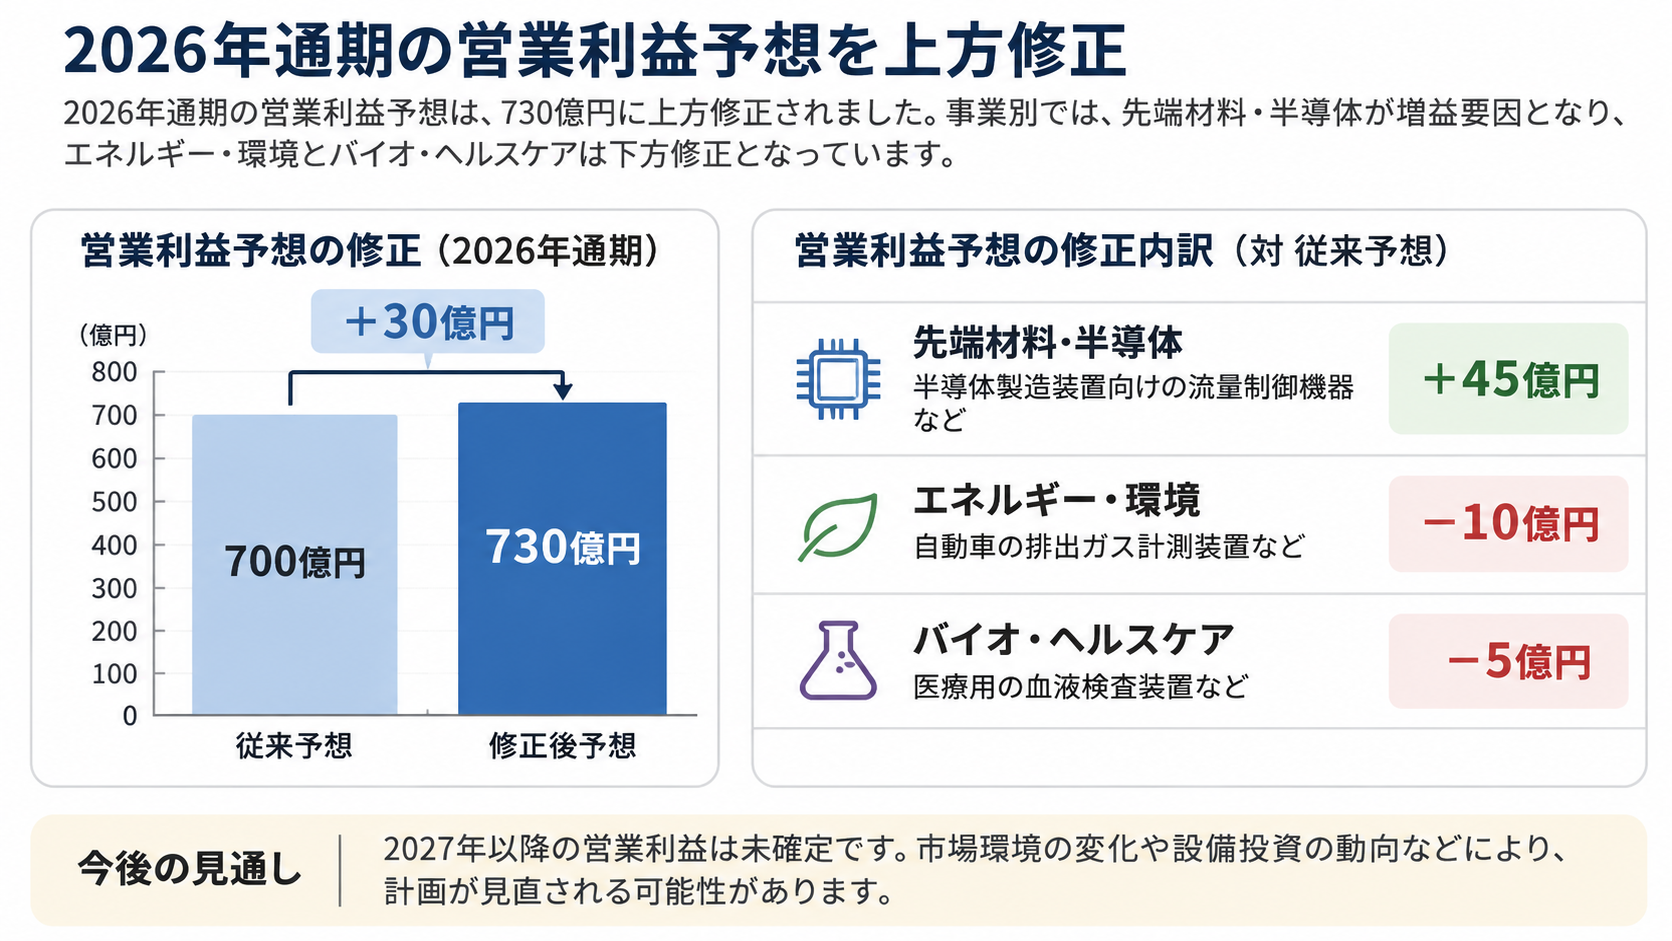 2026年通期の営業利益予想を上方修正
2026年通期の営業利益予想は、730億円に上方修正されました。事業別では、先端材料・半導体が増益要因となり、
エネルギー・環境とバイオ・ヘルスケアは下方修正となっています。
営業利益予想の修正（2026年通期）
＋30億円
（億円）
800
700
600
500
400
300
200
100
0
700億円
730億円
従来予想
修正後予想
営業利益予想の修正内訳（対 従来予想）
先端材料・半導体
半導体製造装置向けの流量制御機器
など
＋45億円
エネルギー・環境
自動車の排出ガス計測装置など
－10億円
バイオ・ヘルスケア
医療用の血液検査装置など
－5億円
今後の見通し
2027年以降の営業利益は未確定です。市場環境の変化や設備投資の動向などにより、
計画が見直される可能性があります。